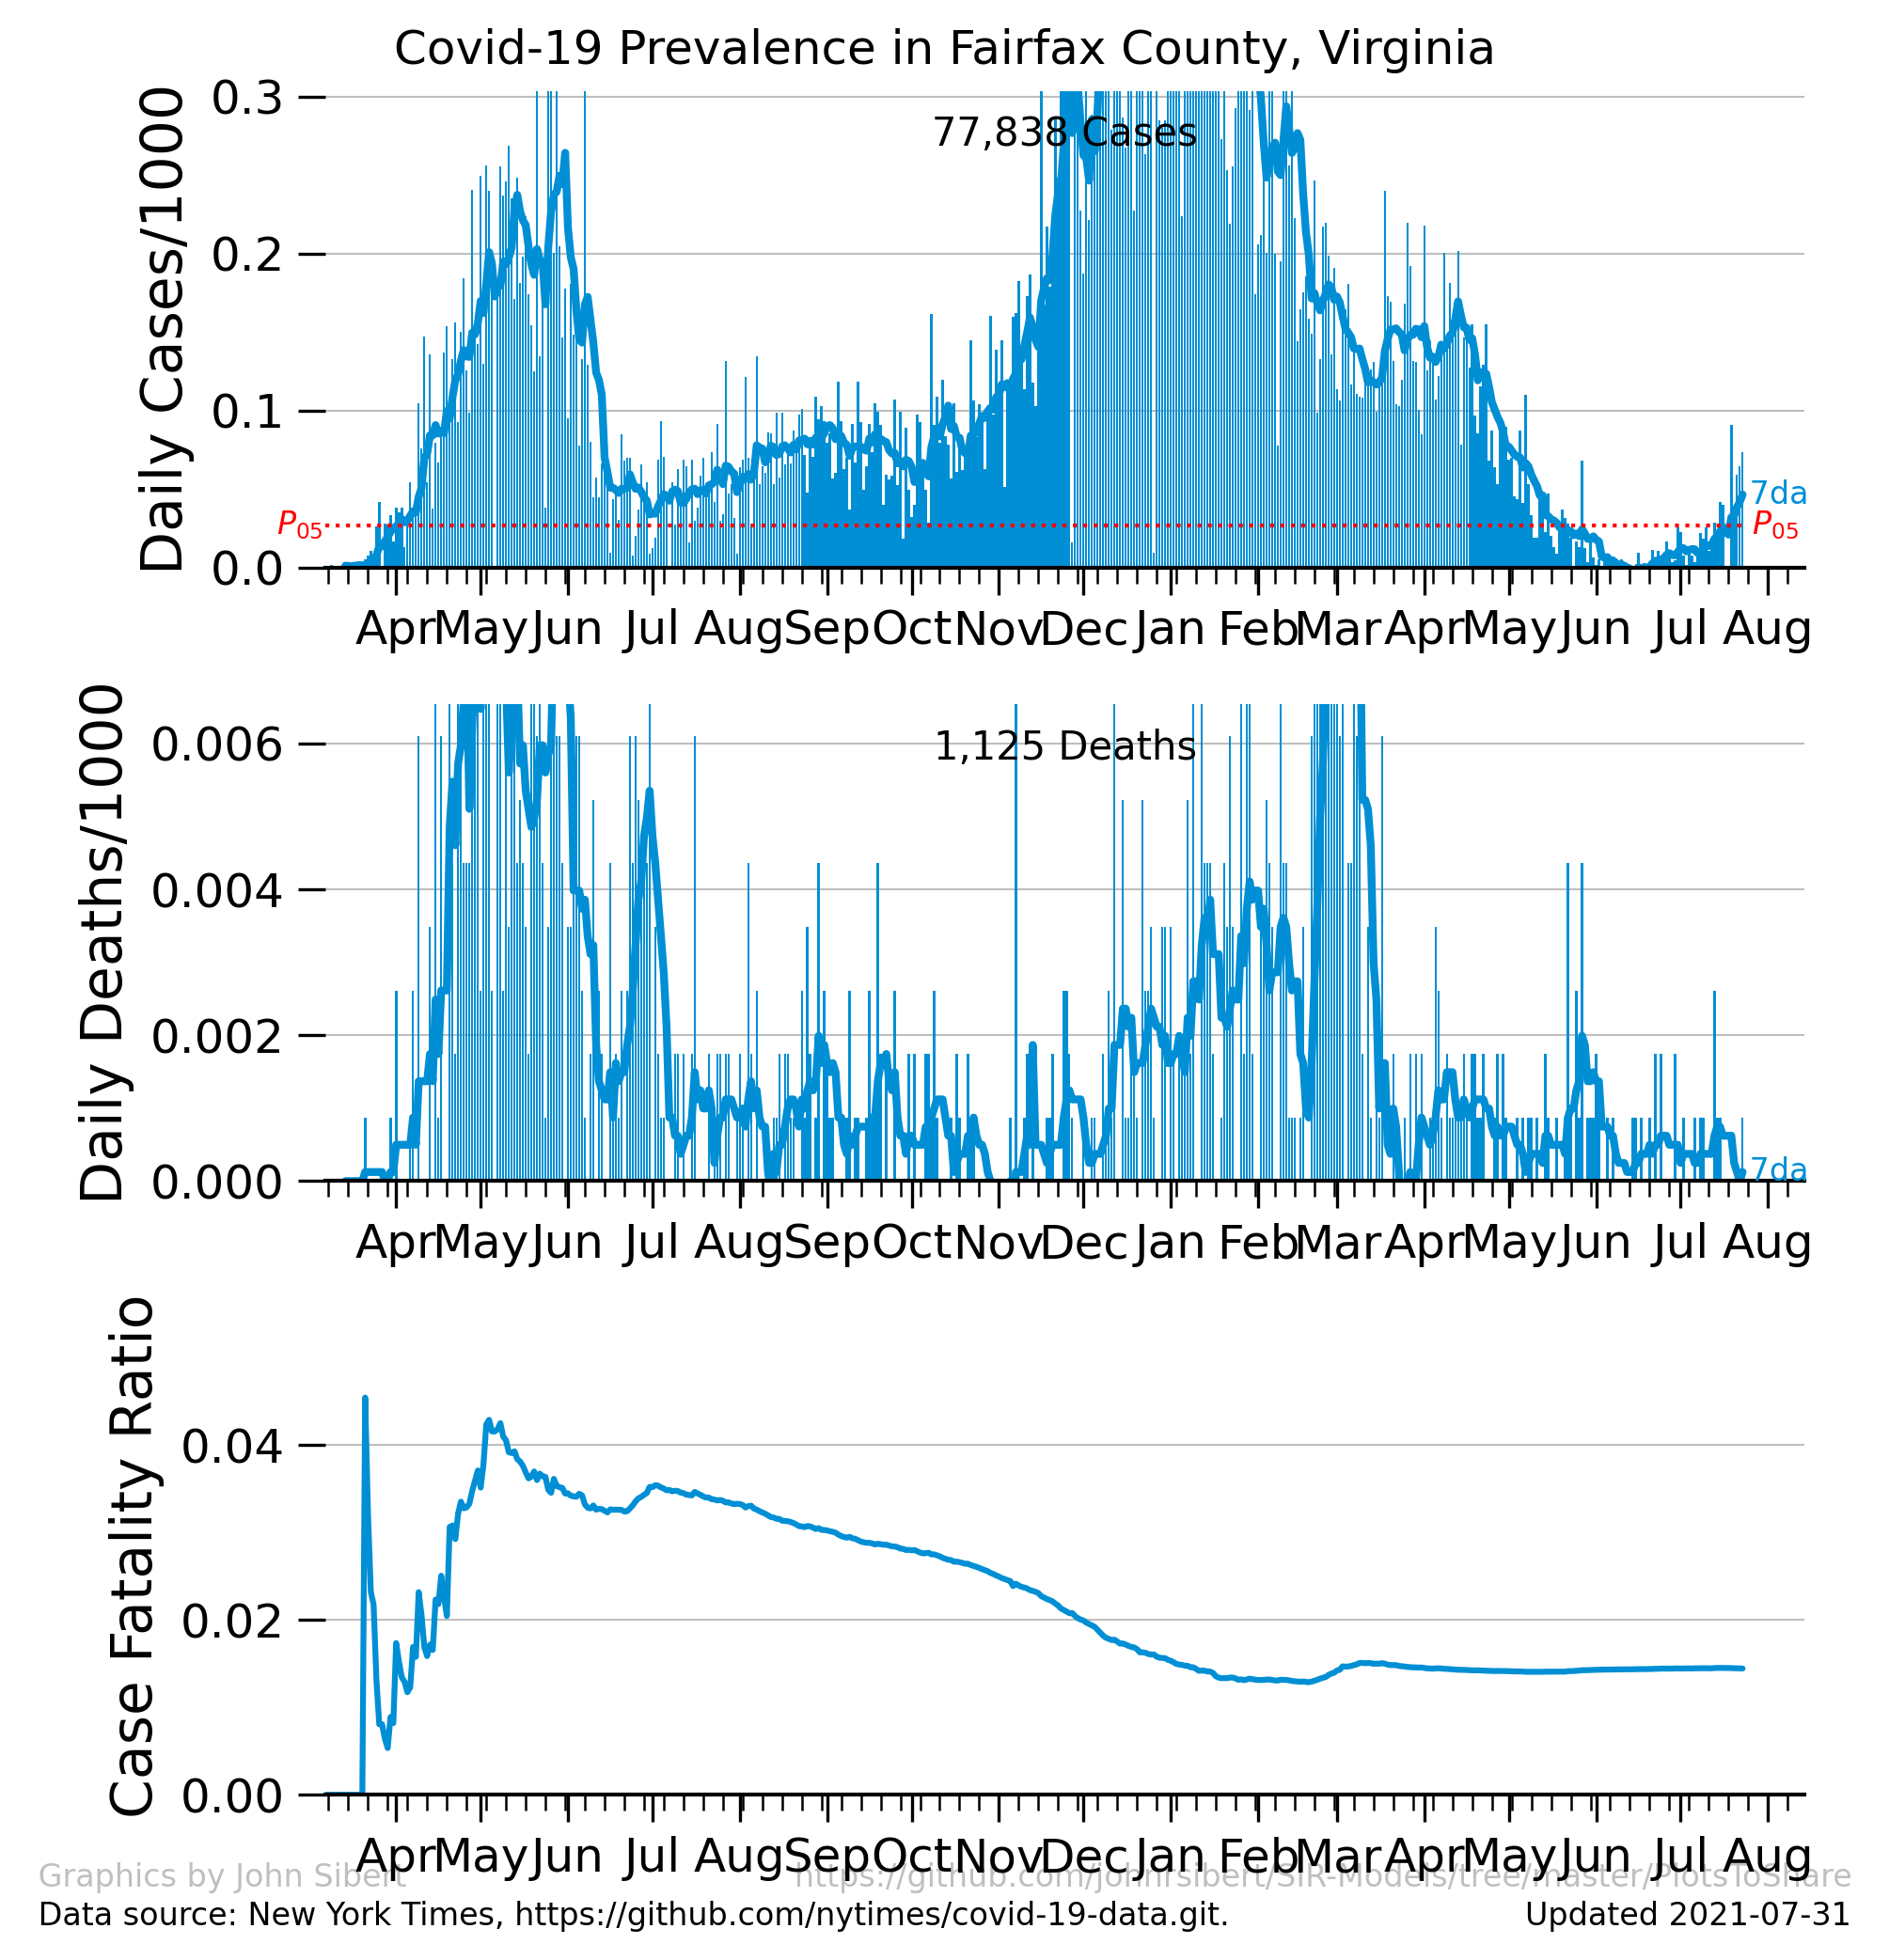 Covid-19 Prevalence in Fairfax County, Virginia
Daily Cases/1000
0.3
0.2
0.1
0.0
77,838 Cases
P05
7da
P05
Apr May Jun Jul Aug Sep Oct Nov Dec Jan Feb Mar Apr May Jun Jul Aug
Daily Deaths/1000
0.006
0.004
0.002
0.000
1,125 Deaths
7da
Apr May Jun Jul Aug Sep Oct Nov Dec Jan Feb Mar Apr May Jun Jul Aug
Case Fatality Ratio
0.04
0.02
0.00
Apr May Jun Jul Aug Sep Oct Nov Dec Jan Feb Mar Apr May Jun Jul Aug
Graphics by John Sibert
https://github.com/johnrsibert/SIR-Models/tree/master/PlotsToShare
Data source: New York Times, https://github.com/nytimes/covid-19-data.git.
Updated 2021-07-31